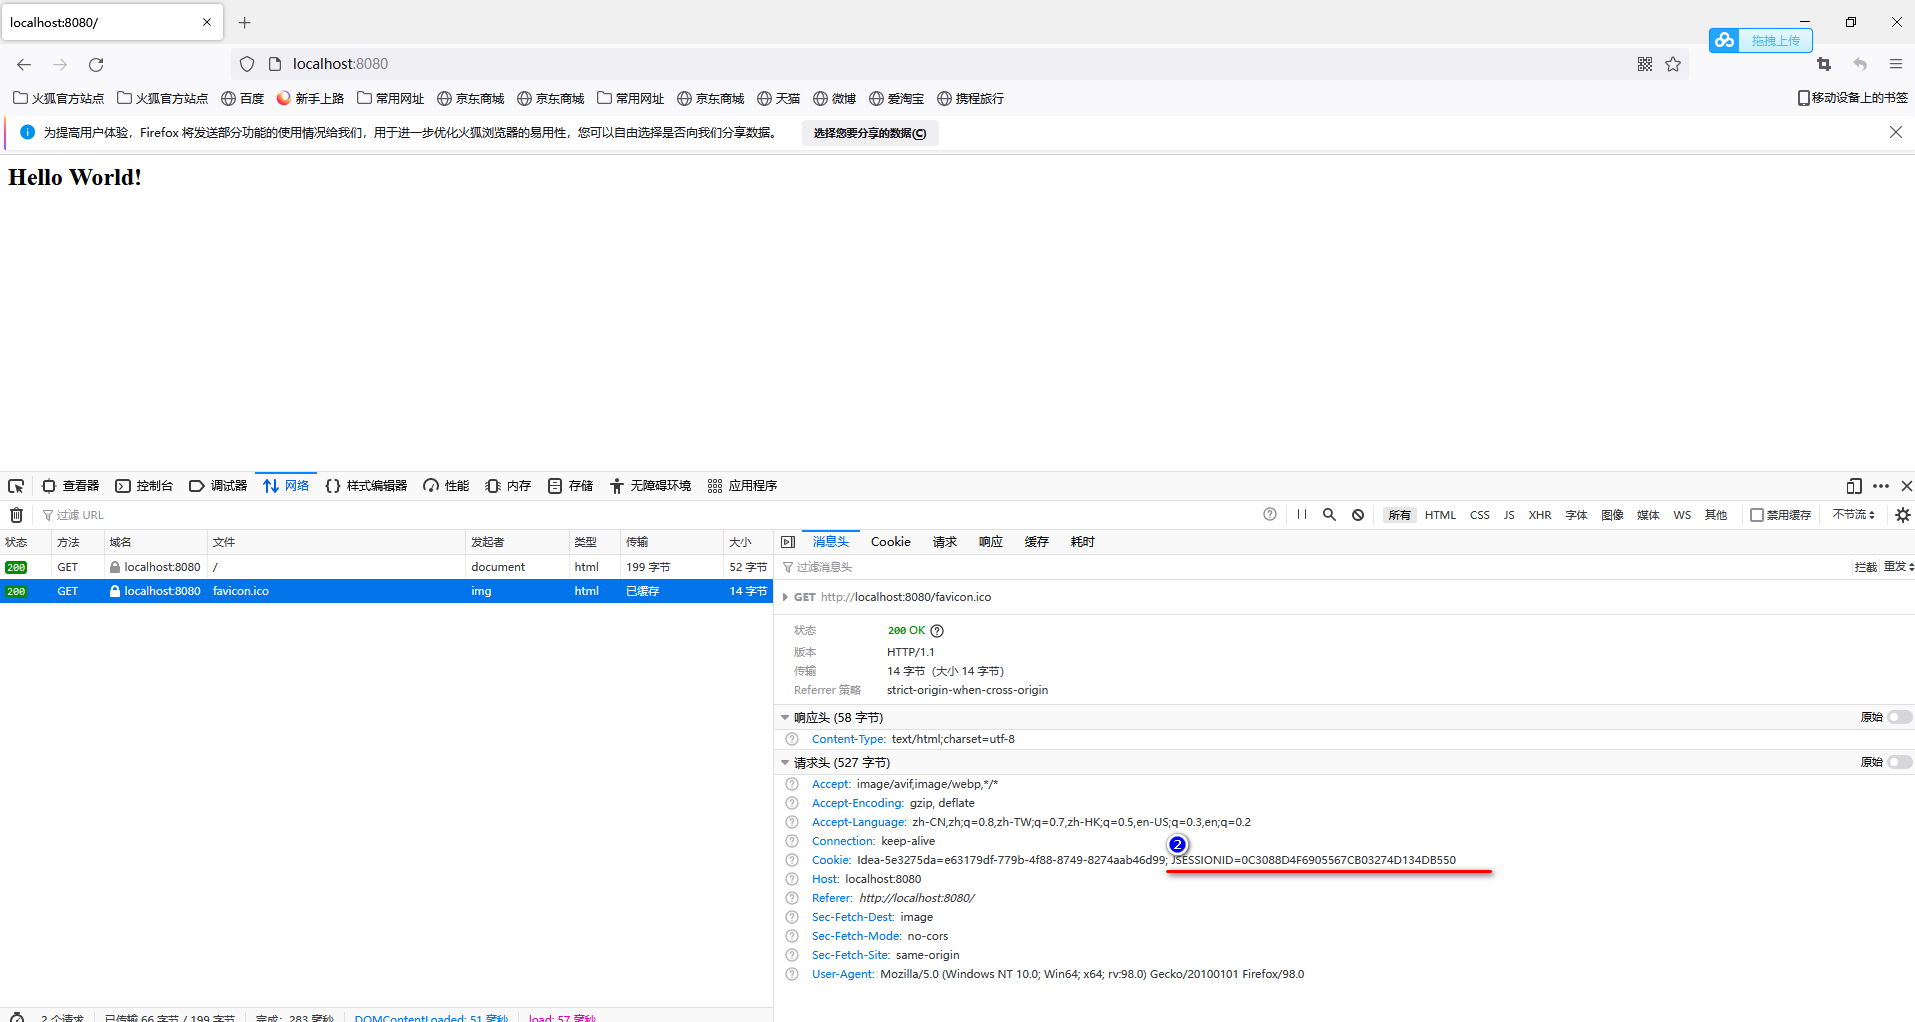 localhost:8080/
拖拽上传
localhost:8080
火狐官方站点 火狐官方站点 百度 新手上路 常用网址 京东商城 京东商城 常用网址 京东商城 天猫 微博 爱淘宝 携程旅行 移动设备上的书签
为提高用户体验，Firefox 将发送部分功能的使用情况给我们，用于进一步优化火狐浏览器的易用性，您可以自由选择是否向我们分享数据。 选择您要分享的数据(C)
Hello World!
查看器 控制台 调试器 网络 样式编辑器 性能 内存 存储 无障碍环境 应用程序
过滤 URL 所有 HTML CSS JS XHR 字体 图像 媒体 WS 其他 禁用缓存 不节流
状态 方法 域名 文件 发起者 类型 传输 大小
200 GET localhost:8080 / document html 199 字节 52 字节
200 GET localhost:8080 favicon.ico img html 已缓存 14 字节
消息头 Cookie 请求 响应 缓存 耗时
过滤消息头 拦截 重发
GET http://localhost:8080/favicon.ico
状态 200 OK
版本 HTTP/1.1
传输 14 字节（大小 14 字节）
Referrer 策略 strict-origin-when-cross-origin
响应头 (58 字节) 原始
Content-Type: text/html;charset=utf-8
请求头 (527 字节) 原始
Accept: image/avif,image/webp,*/*
Accept-Encoding: gzip, deflate
Accept-Language: zh-CN,zh;q=0.8,zh-TW;q=0.7,zh-HK;q=0.5,en-US;q=0.3,en;q=0.2
Connection: keep-alive
2
Cookie: Idea-5e3275da=e63179df-779b-4f88-8749-8274aab46d99; JSESSIONID=0C3088D4F6905567CB03274D134DB550
Host: localhost:8080
Referer: http://localhost:8080/
Sec-Fetch-Dest: image
Sec-Fetch-Mode: no-cors
Sec-Fetch-Site: same-origin
User-Agent: Mozilla/5.0 (Windows NT 10.0; Win64; x64; rv:98.0) Gecko/20100101 Firefox/98.0
2 个请求 已传输 66 字节 / 199 字节 完成: 283 毫秒 DOMContentLoaded: 51 毫秒 load: 57 毫秒